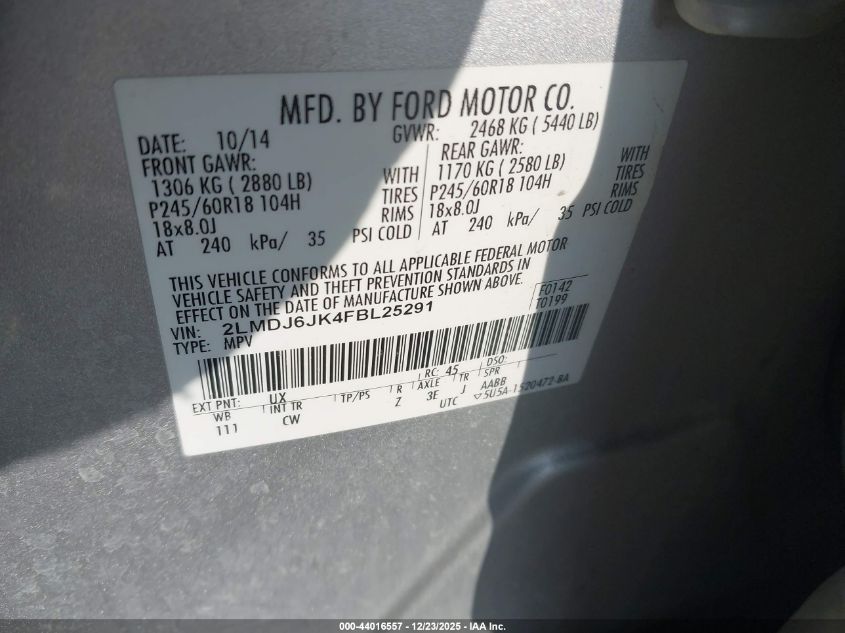 MFD. BY FORD MOTOR CO.
DATE: 10/14 GVWR: 2468 KG ( 5440 LB)
FRONT GAWR: REAR GAWR:
1306 KG ( 2880 LB) WITH 1170 KG ( 2580 LB) WITH
P245/60R18 104H TIRES P245/60R18 104H TIRES
18x8.0J RIMS 18x8.0J RIMS
AT 240 kPa/ 35 PSI COLD AT 240 kPa/ 35 PSI COLD
THIS VEHICLE CONFORMS TO ALL APPLICABLE FEDERAL MOTOR
VEHICLE SAFETY AND THEFT PREVENTION STANDARDS IN
EFFECT ON THE DATE OF MANUFACTURE SHOWN ABOVE.
F0142
T0199
VIN: 2LMDJ6JK4FBL25291
TYPE: MPV
EXT PNT: UX RC: 45 DSO:
WB INT TR TP/PS R AXLE TR SPR
111 CW Z 3E J AABB
UTC ▽5U5A-1520472-BA
000-44016557 - 12/23/2025 - IAA Inc.